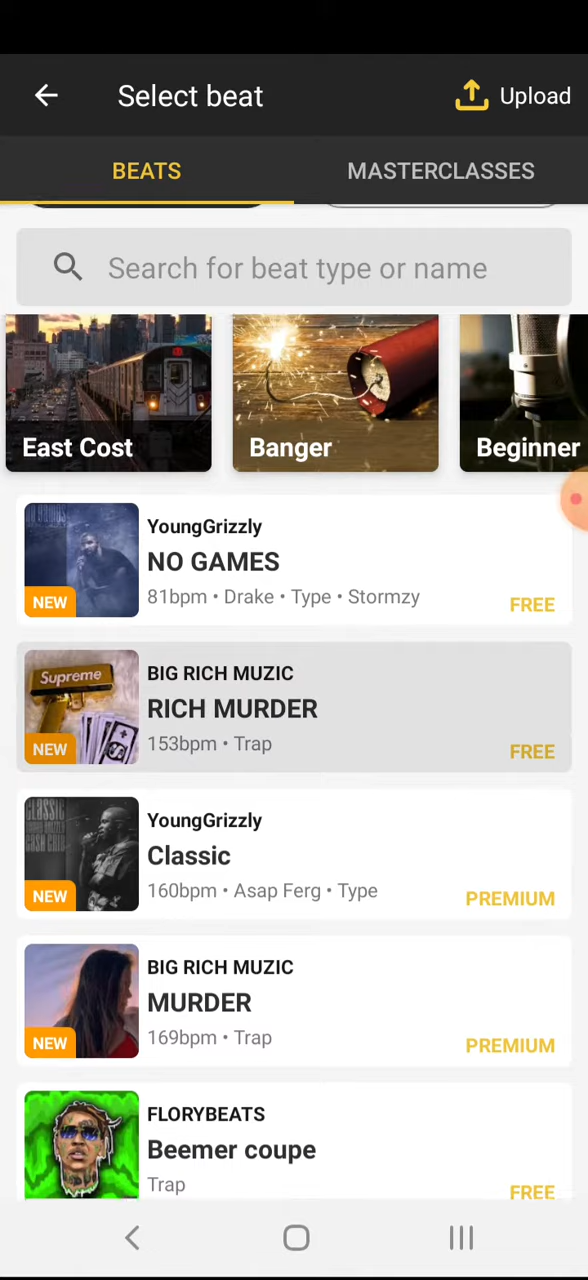 Select beat
Upload
BEATS
MASTERCLASSES
Search for beat type or name
East Cost
Banger
Beginner
YoungGrizzly
NO GAMES
81bpm • Drake • Type • Stormzy
NEW
FREE
Supreme
BIG RICH MUZIC
RICH MURDER
153bpm • Trap
NEW
FREE
CLASSIC
YoungGrizzly
Classic
160bpm • Asap Ferg • Type
NEW
PREMIUM
BIG RICH MUZIC
MURDER
169bpm • Trap
NEW
PREMIUM
FLORYBEATS
Beemer coupe
Trap
FREE